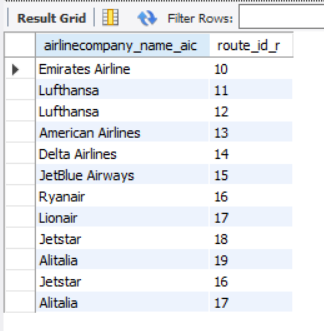 Result Grid Filter Rows:
airlinecompany_name_aic route_id_r
Emirates Airline 10
Lufthansa 11
Lufthansa 12
American Airlines 13
Delta Airlines 14
JetBlue Airways 15
Ryanair 16
Lionair 17
Jetstar 18
Alitalia 19
Jetstar 16
Alitalia 17